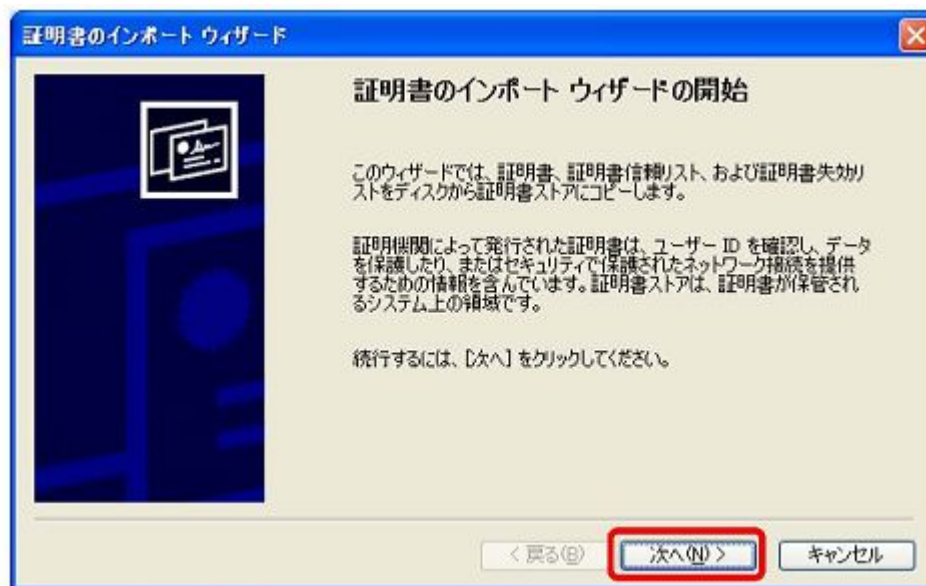 証明書のインポート ウィザード
証明書のインポート ウィザードの開始
このウィザードでは、証明書、証明書信頼リスト、および証明書失効リ
ストをディスクから証明書ストアにコピーします。
証明機関によって発行された証明書は、ユーザー ID を確認し、データ
を保護したり、またはセキュリティで保護されたネットワーク接続を提供
するための情報を含んでいます。証明書ストアは、証明書が保管され
るシステム上の領域です。
続行するには、[次へ] をクリックしてください。
< 戻る(B)
次へ(N) >
キャンセル